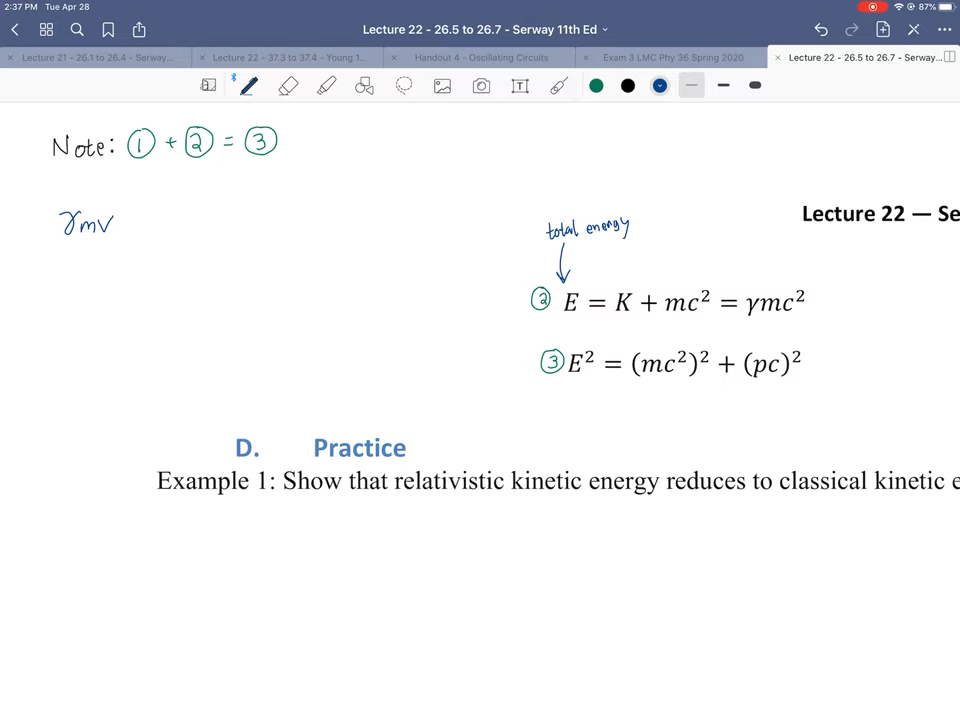 2:37 PM Tue Apr 28
87%
Lecture 22 - 26.5 to 26.7 - Serway 11th Ed
Lecture 21 - 26.1 to 26.4 - Serway...
Lecture 22 - 37.3 to 37.4 - Young 1...
Handout 4 - Oscillating Circuits
Exam 3 LMC Phy 36 Spring 2020
Lecture 22 - 26.5 to 26.7 - Serway...
Note: ① + ② = ③
γmv
Lecture 22 — Se
total energy
② E = K + mc² = γmc²
③ E² = (mc²)² + (pc)²
D. Practice
Example 1: Show that relativistic kinetic energy reduces to classical kinetic e